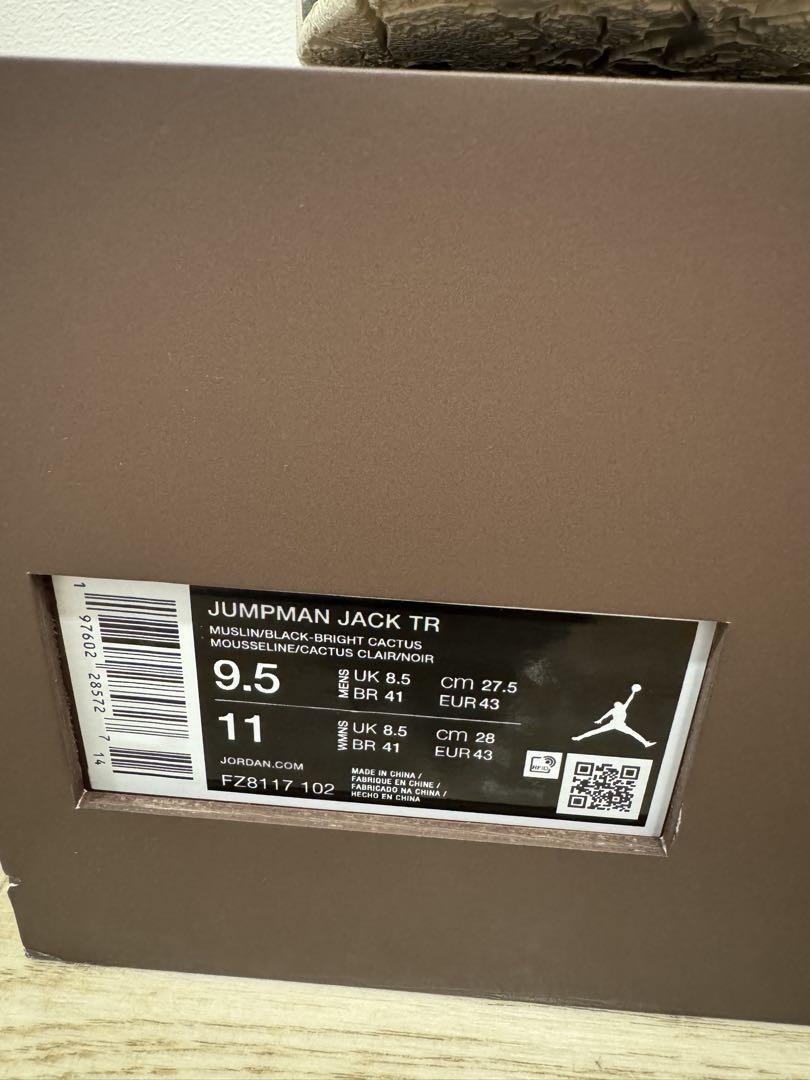 JUMPMAN JACK TR
MUSLIN/BLACK-BRIGHT CACTUS
MOUSSELINE/CACTUS CLAIR/NOIR
9.5
MENS
UK 8.5 cm 27.5
BR 41 EUR 43
11
WMNS
UK 8.5 cm 28
BR 41 EUR 43
JORDAN.COM
FZ8117 102
MADE IN CHINA /
FABRIQUE EN CHINE /
FABRICADO NA CHINA /
HECHO EN CHINA
RFID
1 97602 28572 7 14